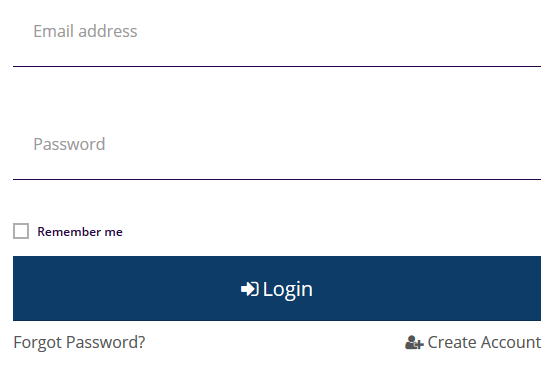 Email address
Password
Remember me
Login
Forgot Password? Create Account